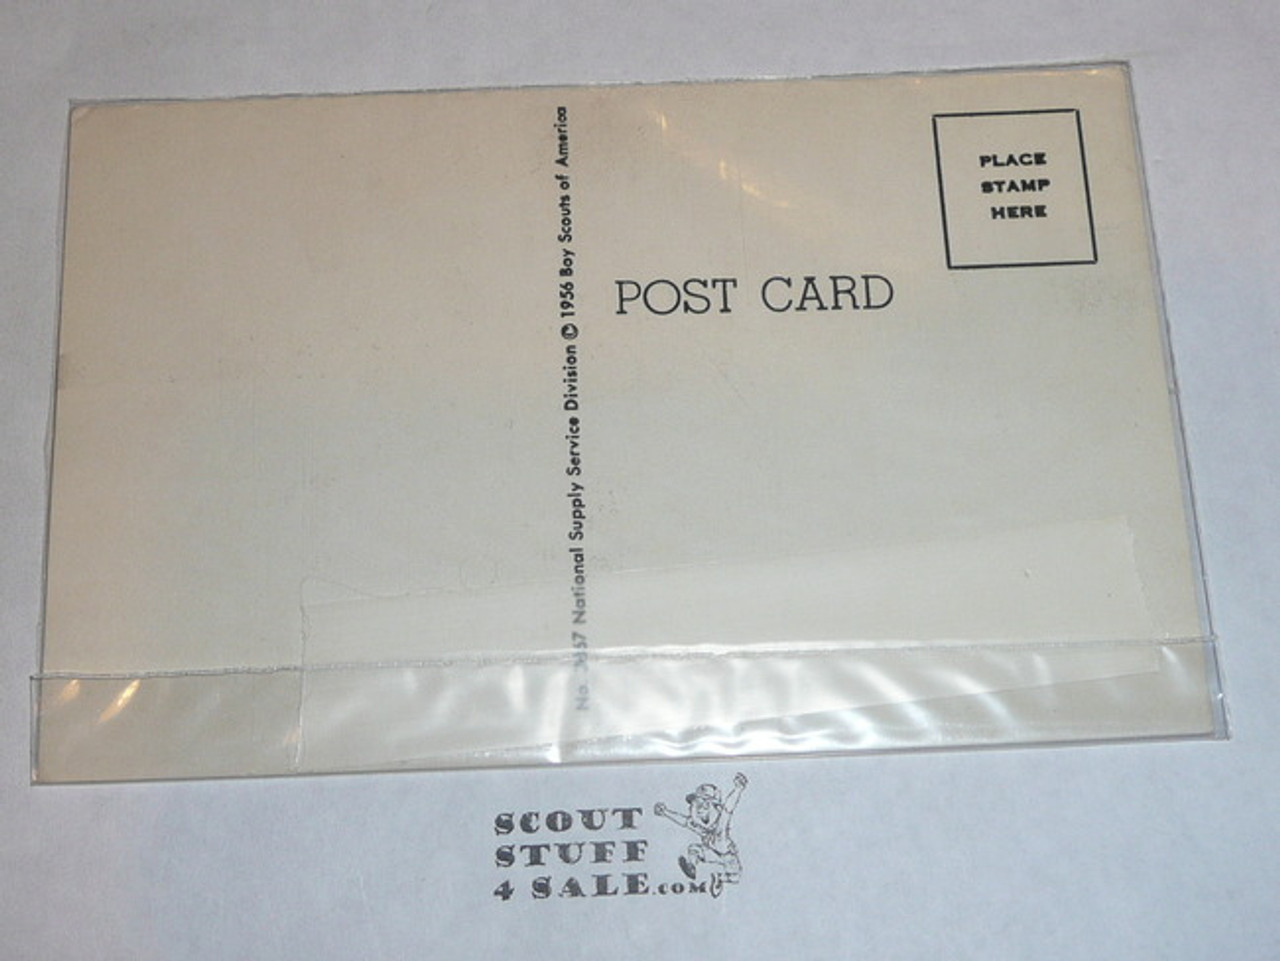 PLACE
STAMP
HERE
POST CARD
No. 67 National Supply Service Division © 1956 Boy Scouts of America
SCOUT
STUFF
4 SALE.COM